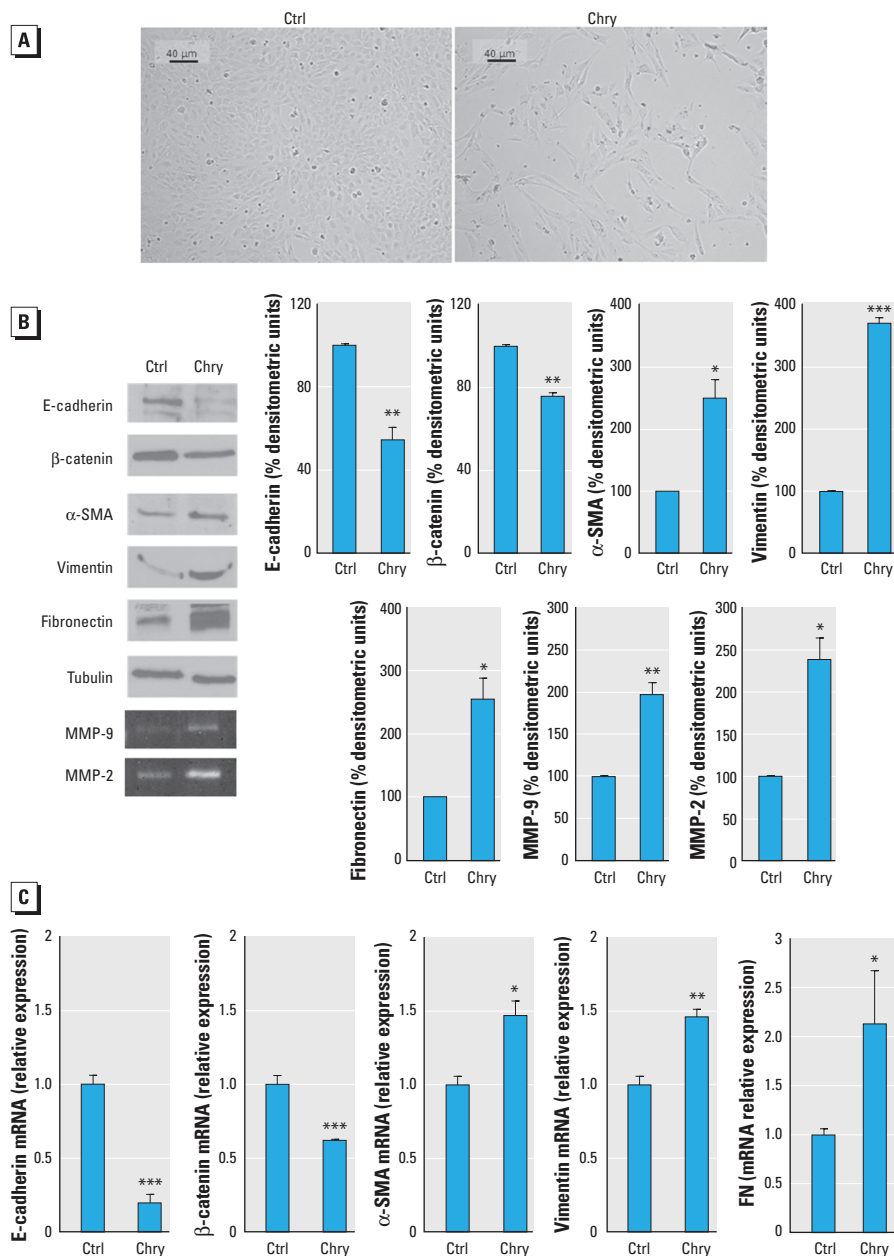 A
Ctrl
Chry
40 μm
40 μm
B
Ctrl Chry
E-cadherin
β-catenin
α-SMA
Vimentin
Fibronectin
Tubulin
MMP-9
MMP-2
E-cadherin (% densitometric units)
120
80
40
0
**
Ctrl Chry
β-catenin (% densitometric units)
120
80
40
0
**
Ctrl Chry
α-SMA (% densitometric units)
400
300
200
100
0
*
Ctrl Chry
Vimentin (% densitometric units)
400
300
200
100
0
***
Ctrl Chry
Fibronectin (% densitometric units)
400
300
200
100
0
*
Ctrl Chry
MMP-9 (% densitometric units)
300
250
200
150
100
50
0
**
Ctrl Chry
MMP-2 (% densitometric units)
300
250
200
150
100
50
0
*
Ctrl Chry
C
E-cadherin mRNA (relative expression)
2
1.5
1.0
0.5
0
***
Ctrl Chry
β-catenin mRNA (relative expression)
2
1.5
1.0
0.5
0
***
Ctrl Chry
α-SMA mRNA (relative expression)
2
1.5
1.0
0.5
0
*
Ctrl Chry
Vimentin mRNA (relative expression)
2
1.5
1.0
0.5
0
**
Ctrl Chry
FN (mRNA relative expression)
3
2.5
2.0
1.5
1.0
0.5
0
*
Ctrl Chry